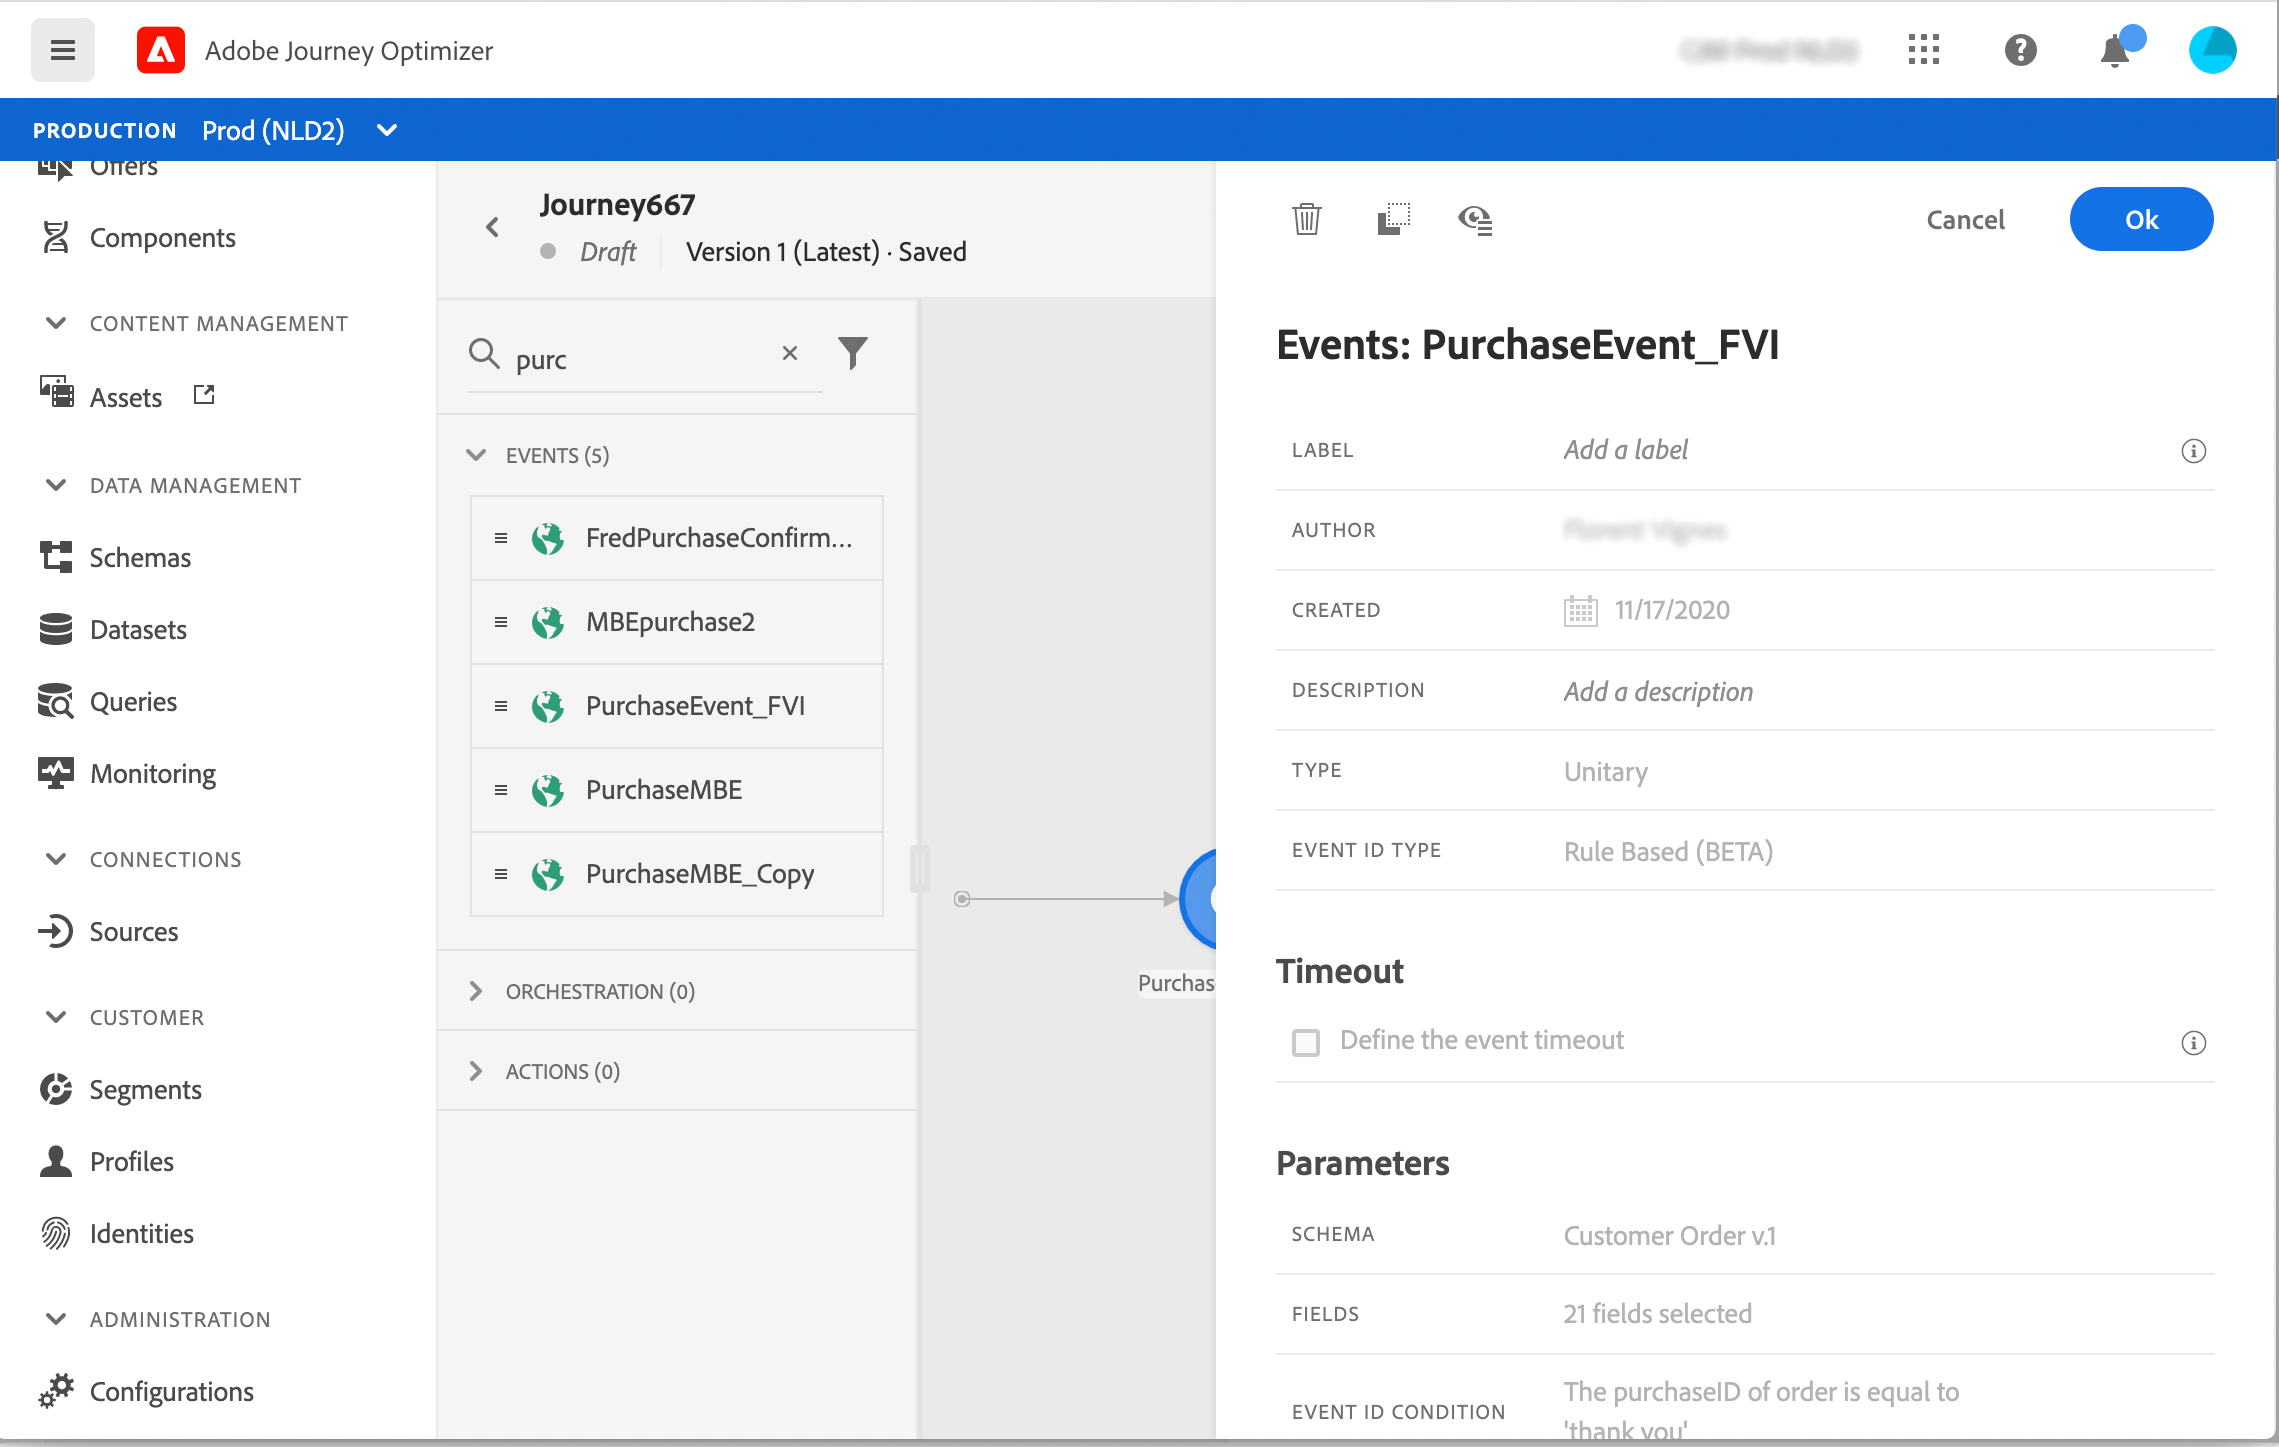 Adobe Journey Optimizer
PRODUCTION Prod (NLD2)
Offers
Components
CONTENT MANAGEMENT
Assets
DATA MANAGEMENT
Schemas
Datasets
Queries
Monitoring
CONNECTIONS
Sources
CUSTOMER
Segments
Profiles
Identities
ADMINISTRATION
Configurations
Journey667
Draft Version 1 (Latest) · Saved
purc
EVENTS (5)
FredPurchaseConfirm...
MBEpurchase2
PurchaseEvent_FVI
PurchaseMBE
PurchaseMBE_Copy
ORCHESTRATION (0)
ACTIONS (0)
Purchas
Cancel Ok
Events: PurchaseEvent_FVI
LABEL Add a label
AUTHOR
CREATED 11/17/2020
DESCRIPTION Add a description
TYPE Unitary
EVENT ID TYPE Rule Based (BETA)
Timeout
Define the event timeout
Parameters
SCHEMA Customer Order v.1
FIELDS 21 fields selected
EVENT ID CONDITION The purchaseID of order is equal to
'thank you'